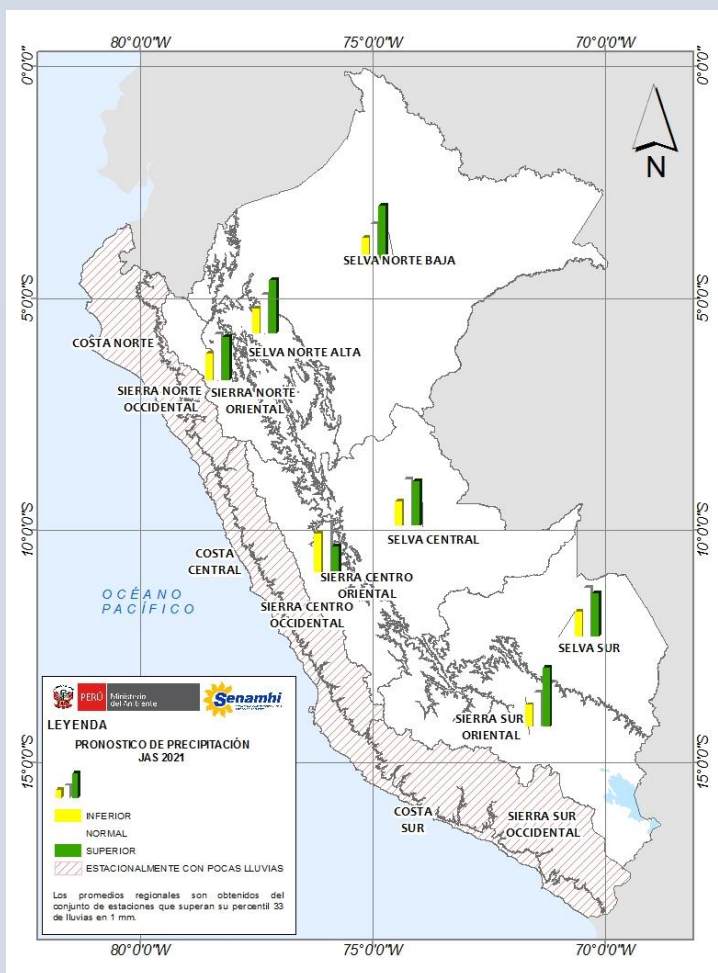 80°0'0"W 75°0'0"W 70°0'0"W
0°0'0" 0°0'0"
N
SELVA NORTE BAJA
5°0'0"S 5°0'0"S
COSTA NORTE
SELVA NORTE ALTA
SIERRA NORTE
OCCIDENTAL
SIERRA NORTE
ORIENTAL
10°0'0"S 10°0'0"S
SELVA CENTRAL
COSTA
CENTRAL
SIERRA CENTRO
ORIENTAL
SIERRA CENTRO
OCCIDENTAL
OCÉANO
PACÍFICO
SELVA SUR
SIERRA SUR
ORIENTAL
PERÚ
Ministerio
del Ambiente
Senamhi
LEYENDA
PRONOSTICO DE PRECIPITACIÓN
JAS 2021
15°0'0"S 15°0'0"S
COSTA
SUR
SIERRA SUR
OCCIDENTAL
INFERIOR
NORMAL
SUPERIOR
ESTACIONALMENTE CON POCAS LLUVIAS
Los promedios regionales son obtenidos del
conjunto de estaciones que superan su percentil 33
de lluvias en 1 mm.
80°0'0"W 75°0'0"W 70°0'0"W